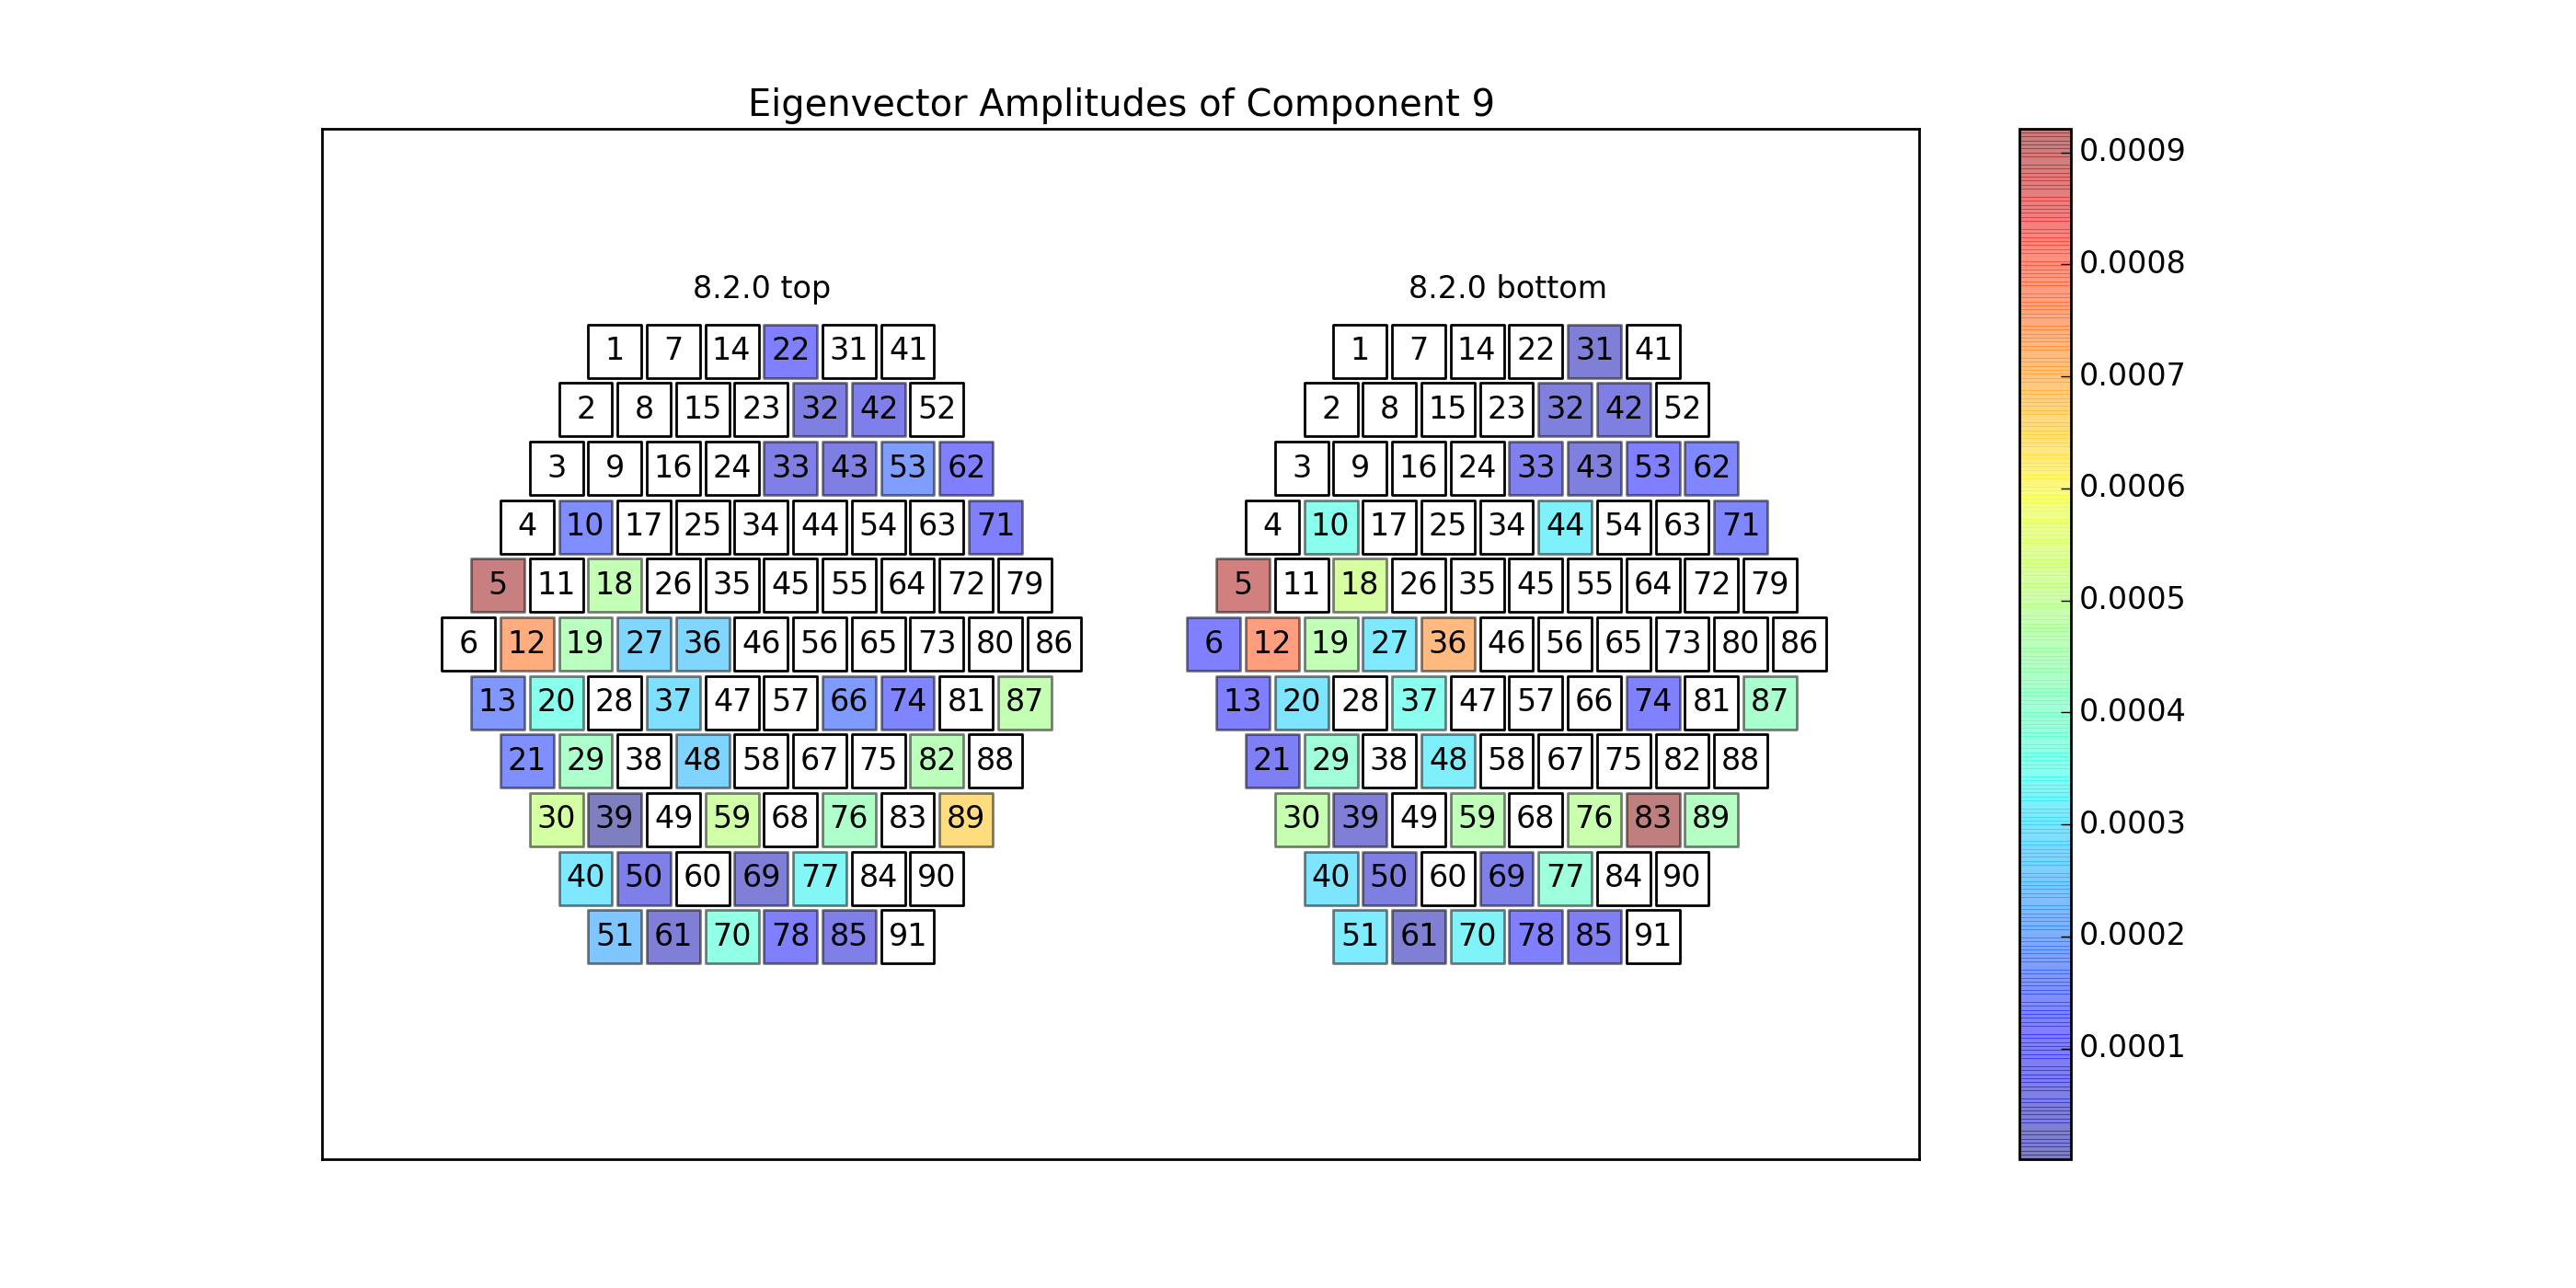 Eigenvector Amplitudes of Component 9
8.2.0 top
1 7 14 22 31 41
2 8 15 23 32 42 52
3 9 16 24 33 43 53 62
4 10 17 25 34 44 54 63 71
5 11 18 26 35 45 55 64 72 79
6 12 19 27 36 46 56 65 73 80 86
13 20 28 37 47 57 66 74 81 87
21 29 38 48 58 67 75 82 88
30 39 49 59 68 76 83 89
40 50 60 69 77 84 90
51 61 70 78 85 91
8.2.0 bottom
1 7 14 22 31 41
2 8 15 23 32 42 52
3 9 16 24 33 43 53 62
4 10 17 25 34 44 54 63 71
5 11 18 26 35 45 55 64 72 79
6 12 19 27 36 46 56 65 73 80 86
13 20 28 37 47 57 66 74 81 87
21 29 38 48 58 67 75 82 88
30 39 49 59 68 76 83 89
40 50 60 69 77 84 90
51 61 70 78 85 91
0.0009
0.0008
0.0007
0.0006
0.0005
0.0004
0.0003
0.0002
0.0001